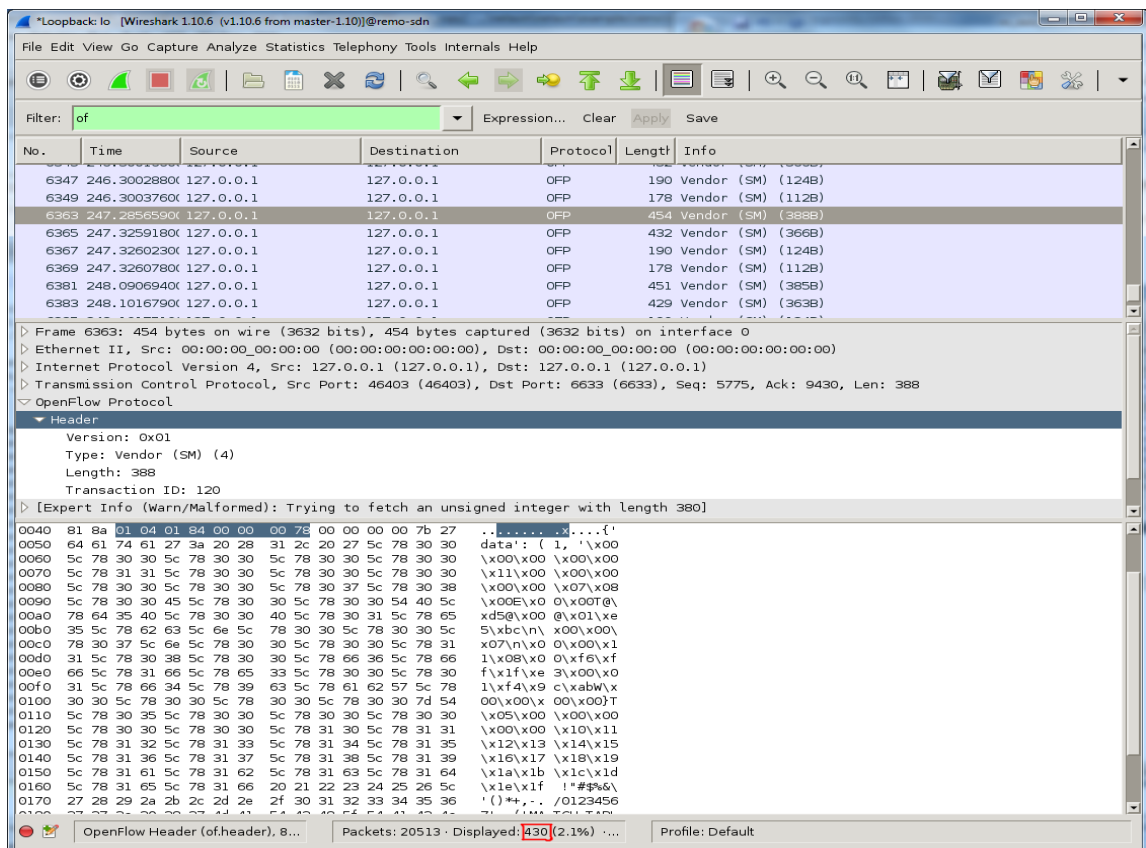 *Loopback: lo [Wireshark 1.10.6 (v1.10.6 from master-1.10)]@remo-sdn
File Edit View Go Capture Analyze Statistics Telephony Tools Internals Help
Filter: of Expression... Clear Apply Save
No. Time Source Destination Protocol Length Info
6347 246.3002880( 127.0.0.1 127.0.0.1 OFP 190 Vendor (SM) (124B)
6349 246.3003760( 127.0.0.1 127.0.0.1 OFP 178 Vendor (SM) (112B)
6363 247.2856590( 127.0.0.1 127.0.0.1 OFP 454 Vendor (SM) (388B)
6365 247.3259180( 127.0.0.1 127.0.0.1 OFP 432 Vendor (SM) (366B)
6367 247.3260230( 127.0.0.1 127.0.0.1 OFP 190 Vendor (SM) (124B)
6369 247.3260780( 127.0.0.1 127.0.0.1 OFP 178 Vendor (SM) (112B)
6381 248.0906940( 127.0.0.1 127.0.0.1 OFP 451 Vendor (SM) (385B)
6383 248.1016790( 127.0.0.1 127.0.0.1 OFP 429 Vendor (SM) (363B)
Frame 6363: 454 bytes on wire (3632 bits), 454 bytes captured (3632 bits) on interface 0
Ethernet II, Src: 00:00:00_00:00:00 (00:00:00:00:00:00), Dst: 00:00:00_00:00:00 (00:00:00:00:00:00)
Internet Protocol Version 4, Src: 127.0.0.1 (127.0.0.1), Dst: 127.0.0.1 (127.0.0.1)
Transmission Control Protocol, Src Port: 46403 (46403), Dst Port: 6633 (6633), Seq: 5775, Ack: 9430, Len: 388
OpenFlow Protocol
Header
Version: 0x01
Type: Vendor (SM) (4)
Length: 388
Transaction ID: 120
[Expert Info (Warn/Malformed): Trying to fetch an unsigned integer with length 380]
0040 81 8a 01 04 01 84 00 00 00 78 00 00 00 00 7b 27 ..........x....{'
0050 64 61 74 61 27 3a 20 28 31 2c 20 27 5c 78 30 30 data': ( 1, '\x00
0060 5c 78 30 30 5c 78 30 30 5c 78 30 30 5c 78 30 30 \x00\x00 \x00\x00
0070 5c 78 31 31 5c 78 30 30 5c 78 30 30 5c 78 30 30 \x11\x00 \x00\x00
0080 5c 78 30 30 5c 78 30 30 5c 78 30 37 5c 78 30 38 \x00\x00 \x07\x08
0090 5c 78 30 30 45 5c 78 30 30 5c 78 30 30 54 40 5c \x00E\x0 0\x00T@\
00a0 78 64 35 40 5c 78 30 30 40 5c 78 30 31 5c 78 65 xd5@\x00 @\x01\xe
00b0 35 5c 78 62 63 5c 6e 5c 78 30 30 5c 78 30 30 5c 5\xbc\n\ x00\x00\
00c0 78 30 37 5c 6e 5c 78 30 30 5c 78 30 30 5c 78 31 x07\n\x0 0\x00\x1
00d0 31 5c 78 30 38 5c 78 30 30 5c 78 66 36 5c 78 66 1\x08\x0 0\xf6\xf
00e0 66 5c 78 31 66 5c 78 65 33 5c 78 30 30 5c 78 30 f\x1f\xe 3\x00\x0
00f0 31 5c 78 66 34 5c 78 39 63 5c 78 61 62 57 5c 78 1\xf4\x9 c\xabW\x
0100 30 30 5c 78 30 30 5c 78 30 30 5c 78 30 30 7d 54 00\x00\x 00\x00}T
0110 5c 78 30 35 5c 78 30 30 5c 78 30 30 5c 78 30 30 \x05\x00 \x00\x00
0120 5c 78 30 30 5c 78 30 30 5c 78 31 30 5c 78 31 31 \x00\x00 \x10\x11
0130 5c 78 31 32 5c 78 31 33 5c 78 31 34 5c 78 31 35 \x12\x13 \x14\x15
0140 5c 78 31 36 5c 78 31 37 5c 78 31 38 5c 78 31 39 \x16\x17 \x18\x19
0150 5c 78 31 61 5c 78 31 62 5c 78 31 63 5c 78 31 64 \x1a\x1b \x1c\x1d
0160 5c 78 31 65 5c 78 31 66 20 21 22 23 24 25 26 5c \x1e\x1f !"#$%&\
0170 27 28 29 2a 2b 2c 2d 2e 2f 30 31 32 33 34 35 36 '()*+,-. /0123456
OpenFlow Header (of.header), 8... Packets: 20513 · Displayed: 430 (2.1%) ·... Profile: Default